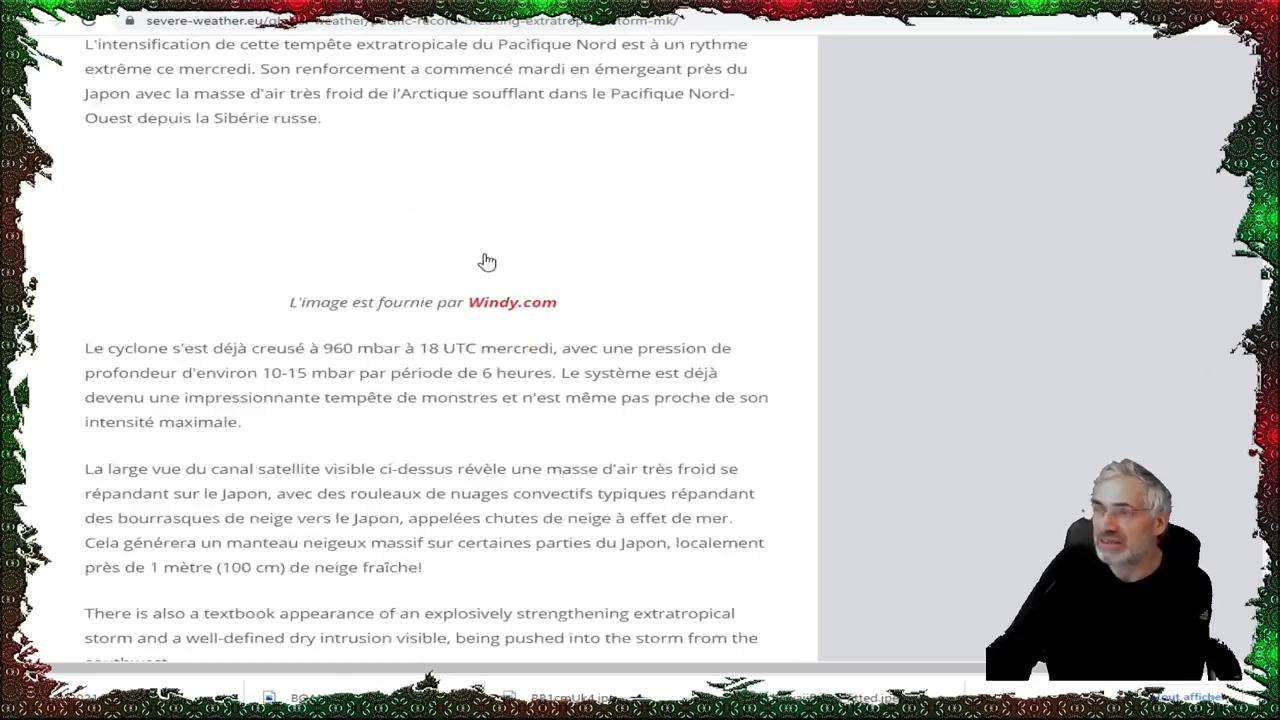 severe-weather.eu/
L'intensification de cette tempête extratropicale du Pacifique Nord est à un rythme
extrême ce mercredi. Son renforcement a commencé mardi en émergeant près du
Japon avec la masse d'air très froid de l'Arctique soufflant dans le Pacifique Nord-
Ouest depuis la Sibérie russe.
L'image est fournie par Windy.com
Le cyclone s'est déjà creusé à 960 mbar à 18 UTC mercredi, avec une pression de
profondeur d'environ 10-15 mbar par période de 6 heures. Le système est déjà
devenu une impressionnante tempête de monstres et n'est même pas proche de son
intensité maximale.
La large vue du canal satellite visible ci-dessus révèle une masse d'air très froid se
répandant sur le Japon, avec des rouleaux de nuages convectifs typiques répandant
des bourrasques de neige vers le Japon, appelées chutes de neige à effet de mer.
Cela générera un manteau neigeux massif sur certaines parties du Japon, localement
près de 1 mètre (100 cm) de neige fraîche!
There is also a textbook appearance of an explosively strengthening extratropical
storm and a well-defined dry intrusion visible, being pushed into the storm from the